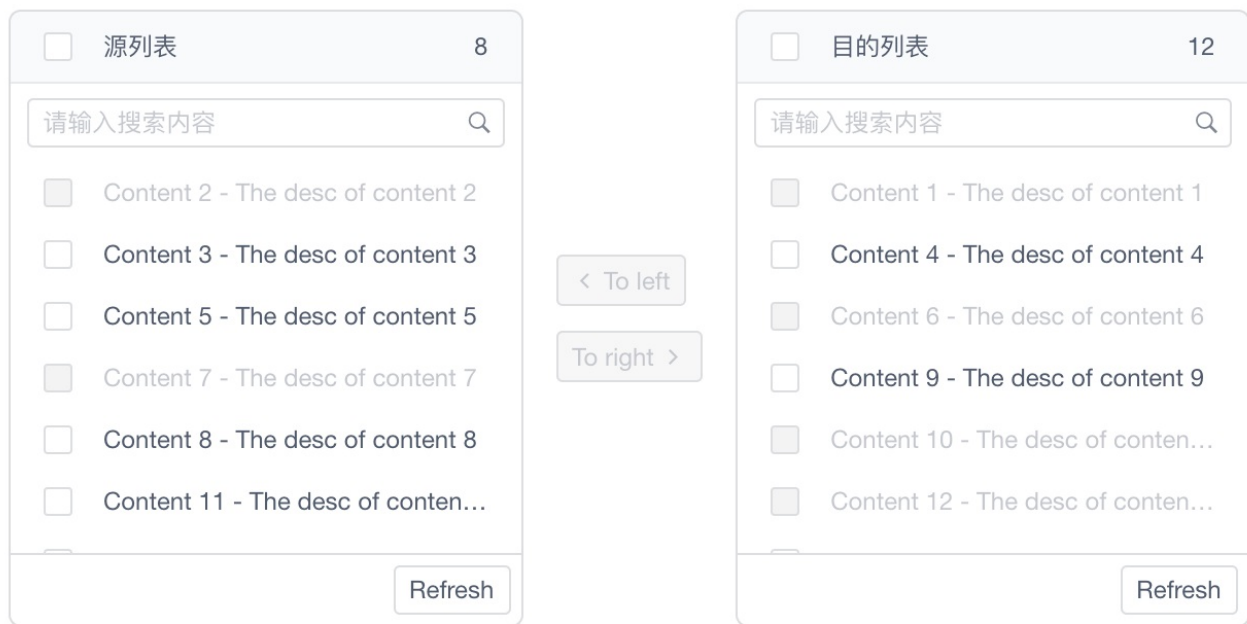 源列表 8
请输入搜索内容
Content 2 - The desc of content 2
Content 3 - The desc of content 3
Content 5 - The desc of content 5
Content 7 - The desc of content 7
Content 8 - The desc of content 8
Content 11 - The desc of conten...
Refresh
< To left
To right >
目的列表 12
请输入搜索内容
Content 1 - The desc of content 1
Content 4 - The desc of content 4
Content 6 - The desc of content 6
Content 9 - The desc of content 9
Content 10 - The desc of conten...
Content 12 - The desc of conten...
Refresh